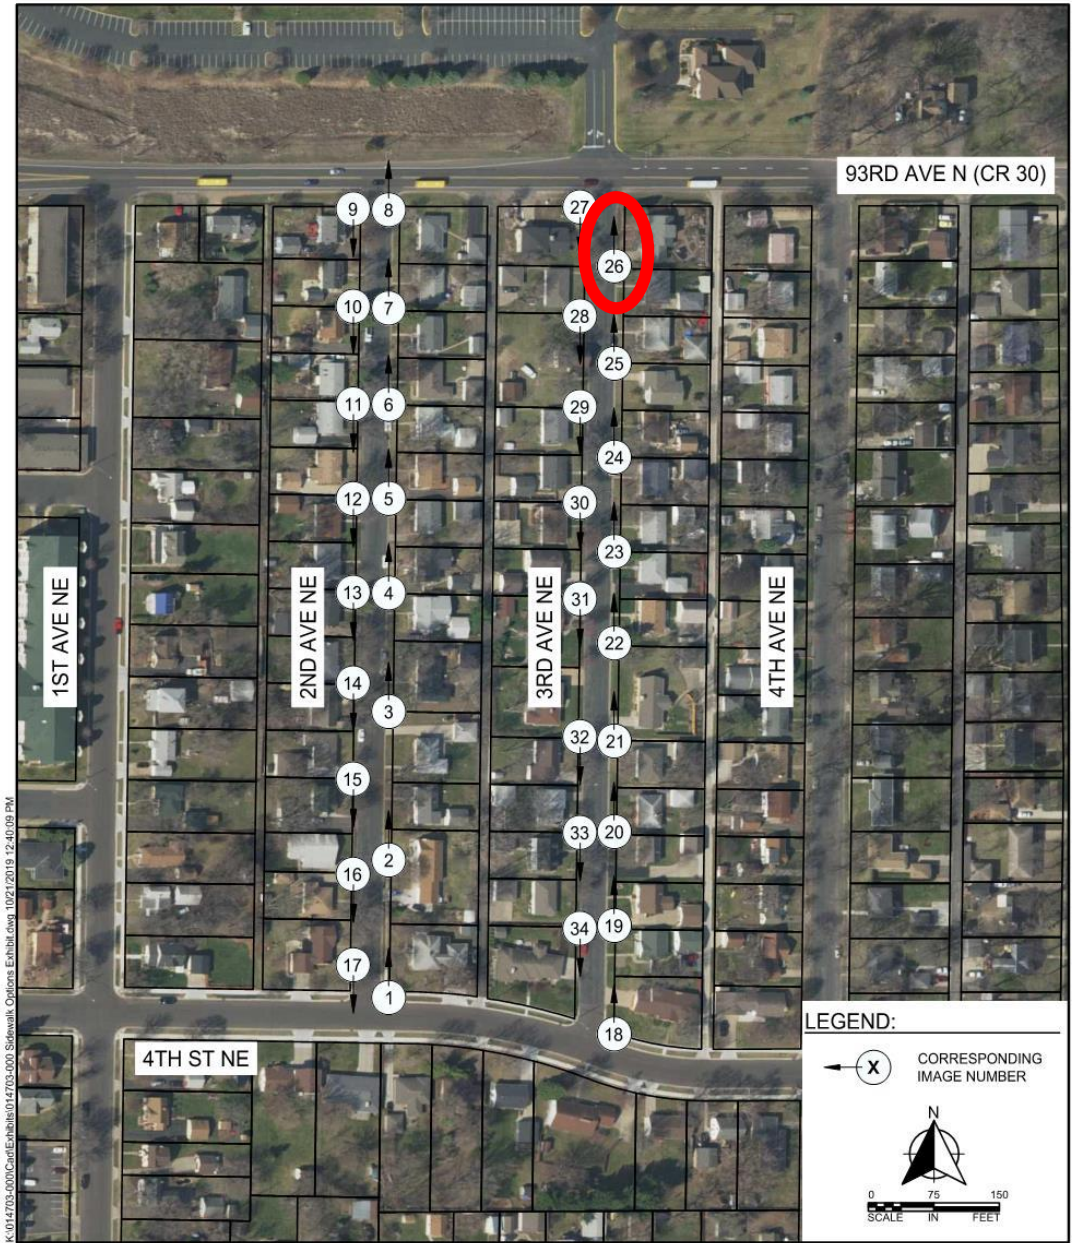 93RD AVE N (CR 30)
9
8
27
26
10
7
28
25
11
6
29
24
12
5
30
23
13
4
31
22
1ST AVE NE
2ND AVE NE
3RD AVE NE
4TH AVE NE
14
3
32
21
15
2
33
20
16
34
19
17
1
18
4TH ST NE
LEGEND:
X
CORRESPONDING
IMAGE NUMBER
N
0 75 150
SCALE IN FEET
K:\014703-000\Cad\Exhibits\014703-000 Sidewalk Options Exhibit.dwg 10/21/2019 12:40:09 PM